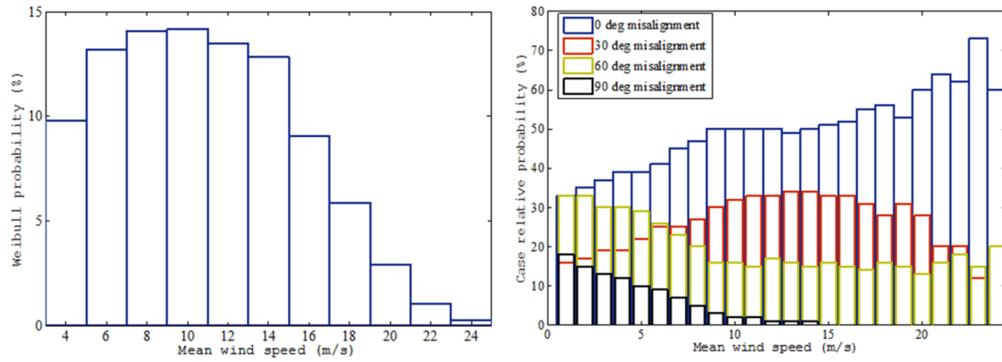 15
10
5
0
Weibull probability (%)
4 6 8 10 12 14 16 18 20 22 24
Mean wind speed (m/s)
80
70
60
50
40
30
20
10
0
Case relative probability (%)
0 deg misalignment
30 deg misalignment
60 deg misalignment
90 deg misalignment
0 5 10 15 20
Mean wind speed (m/s)